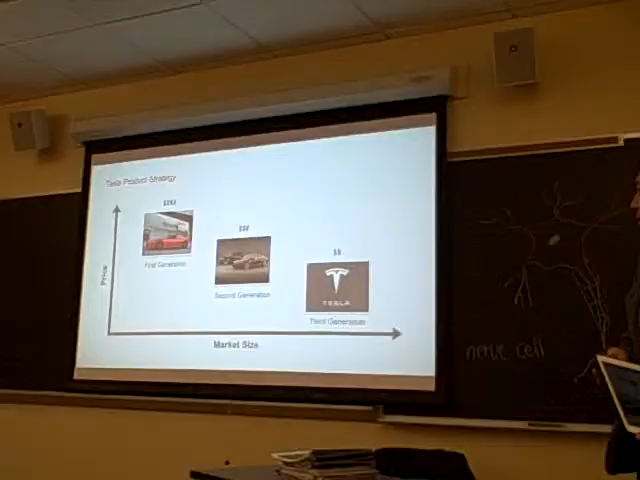 Tesla Product Strategy
$$$$
First Generation
$$$
Second Generation
$$
TESLA
Third Generation
Price
Market Size
nerve cell